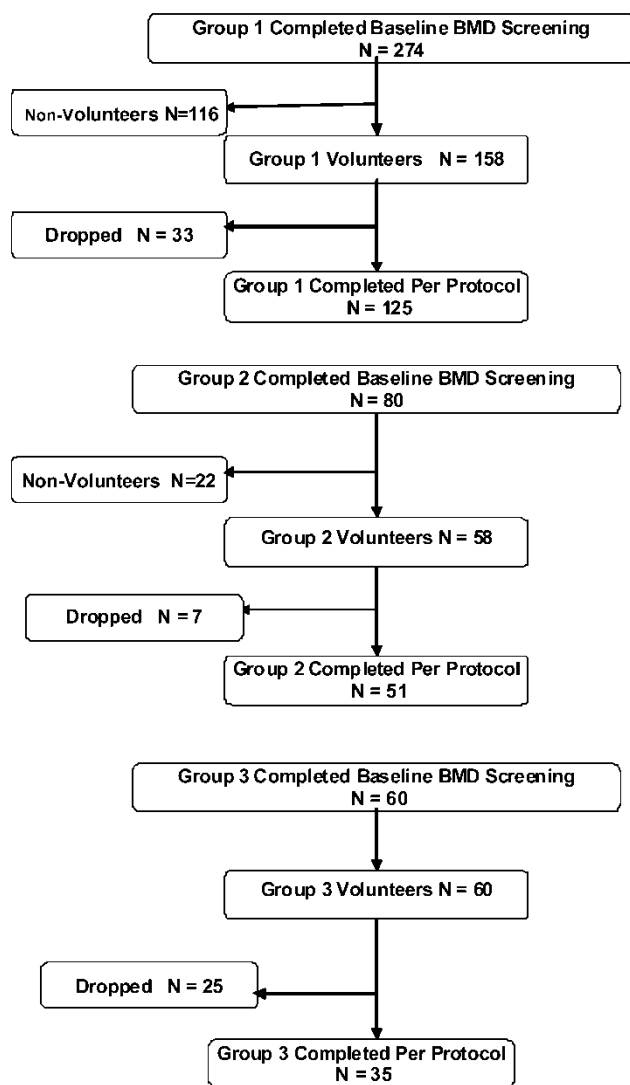 Group 1 Completed Baseline BMD Screening
N = 274
Non-Volunteers N=116
Group 1 Volunteers N = 158
Dropped N = 33
Group 1 Completed Per Protocol
N = 125
Group 2 Completed Baseline BMD Screening
N = 80
Non-Volunteers N=22
Group 2 Volunteers N = 58
Dropped N = 7
Group 2 Completed Per Protocol
N = 51
Group 3 Completed Baseline BMD Screening
N = 60
Group 3 Volunteers N = 60
Dropped N = 25
Group 3 Completed Per Protocol
N = 35